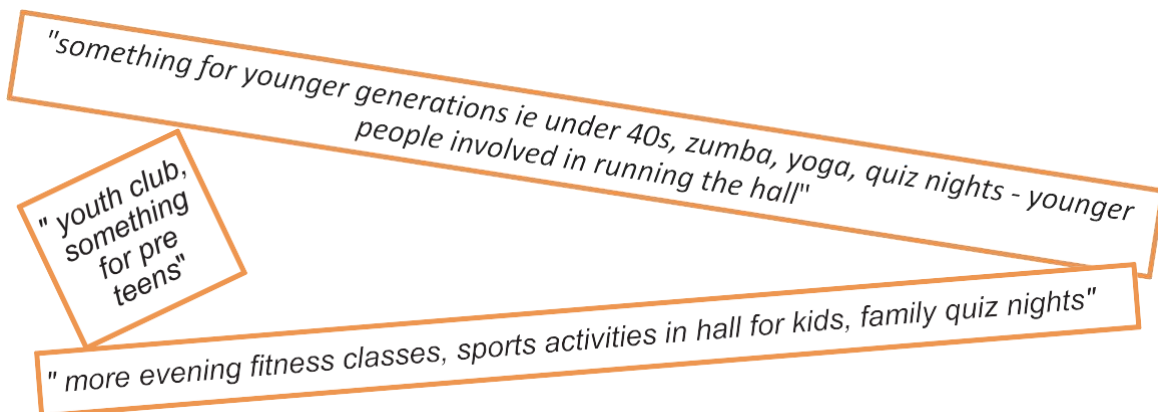 "something for younger generations ie under 40s, zumba, yoga, quiz nights - younger
people involved in running the hall"
" youth club,
something
for pre
teens"
" more evening fitness classes, sports activities in hall for kids, family quiz nights"